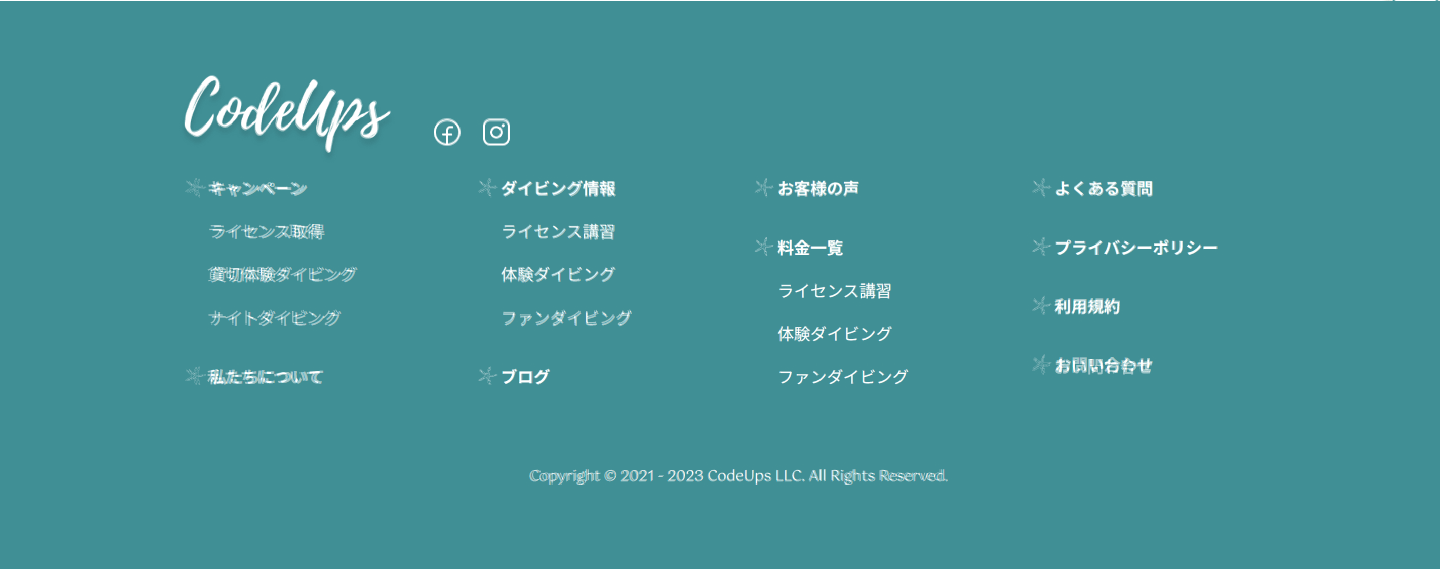 CodeUps
キャンペーン
ライセンス取得
貸切体験ダイビング
ナイトダイビング
私たちについて
ダイビング情報
ライセンス講習
体験ダイビング
ファンダイビング
ブログ
お客様の声
料金一覧
ライセンス講習
体験ダイビング
ファンダイビング
よくある質問
プライバシーポリシー
利用規約
お問い合わせ
Copyright © 2021 - 2023 CodeUps LLC. All Rights Reserved.